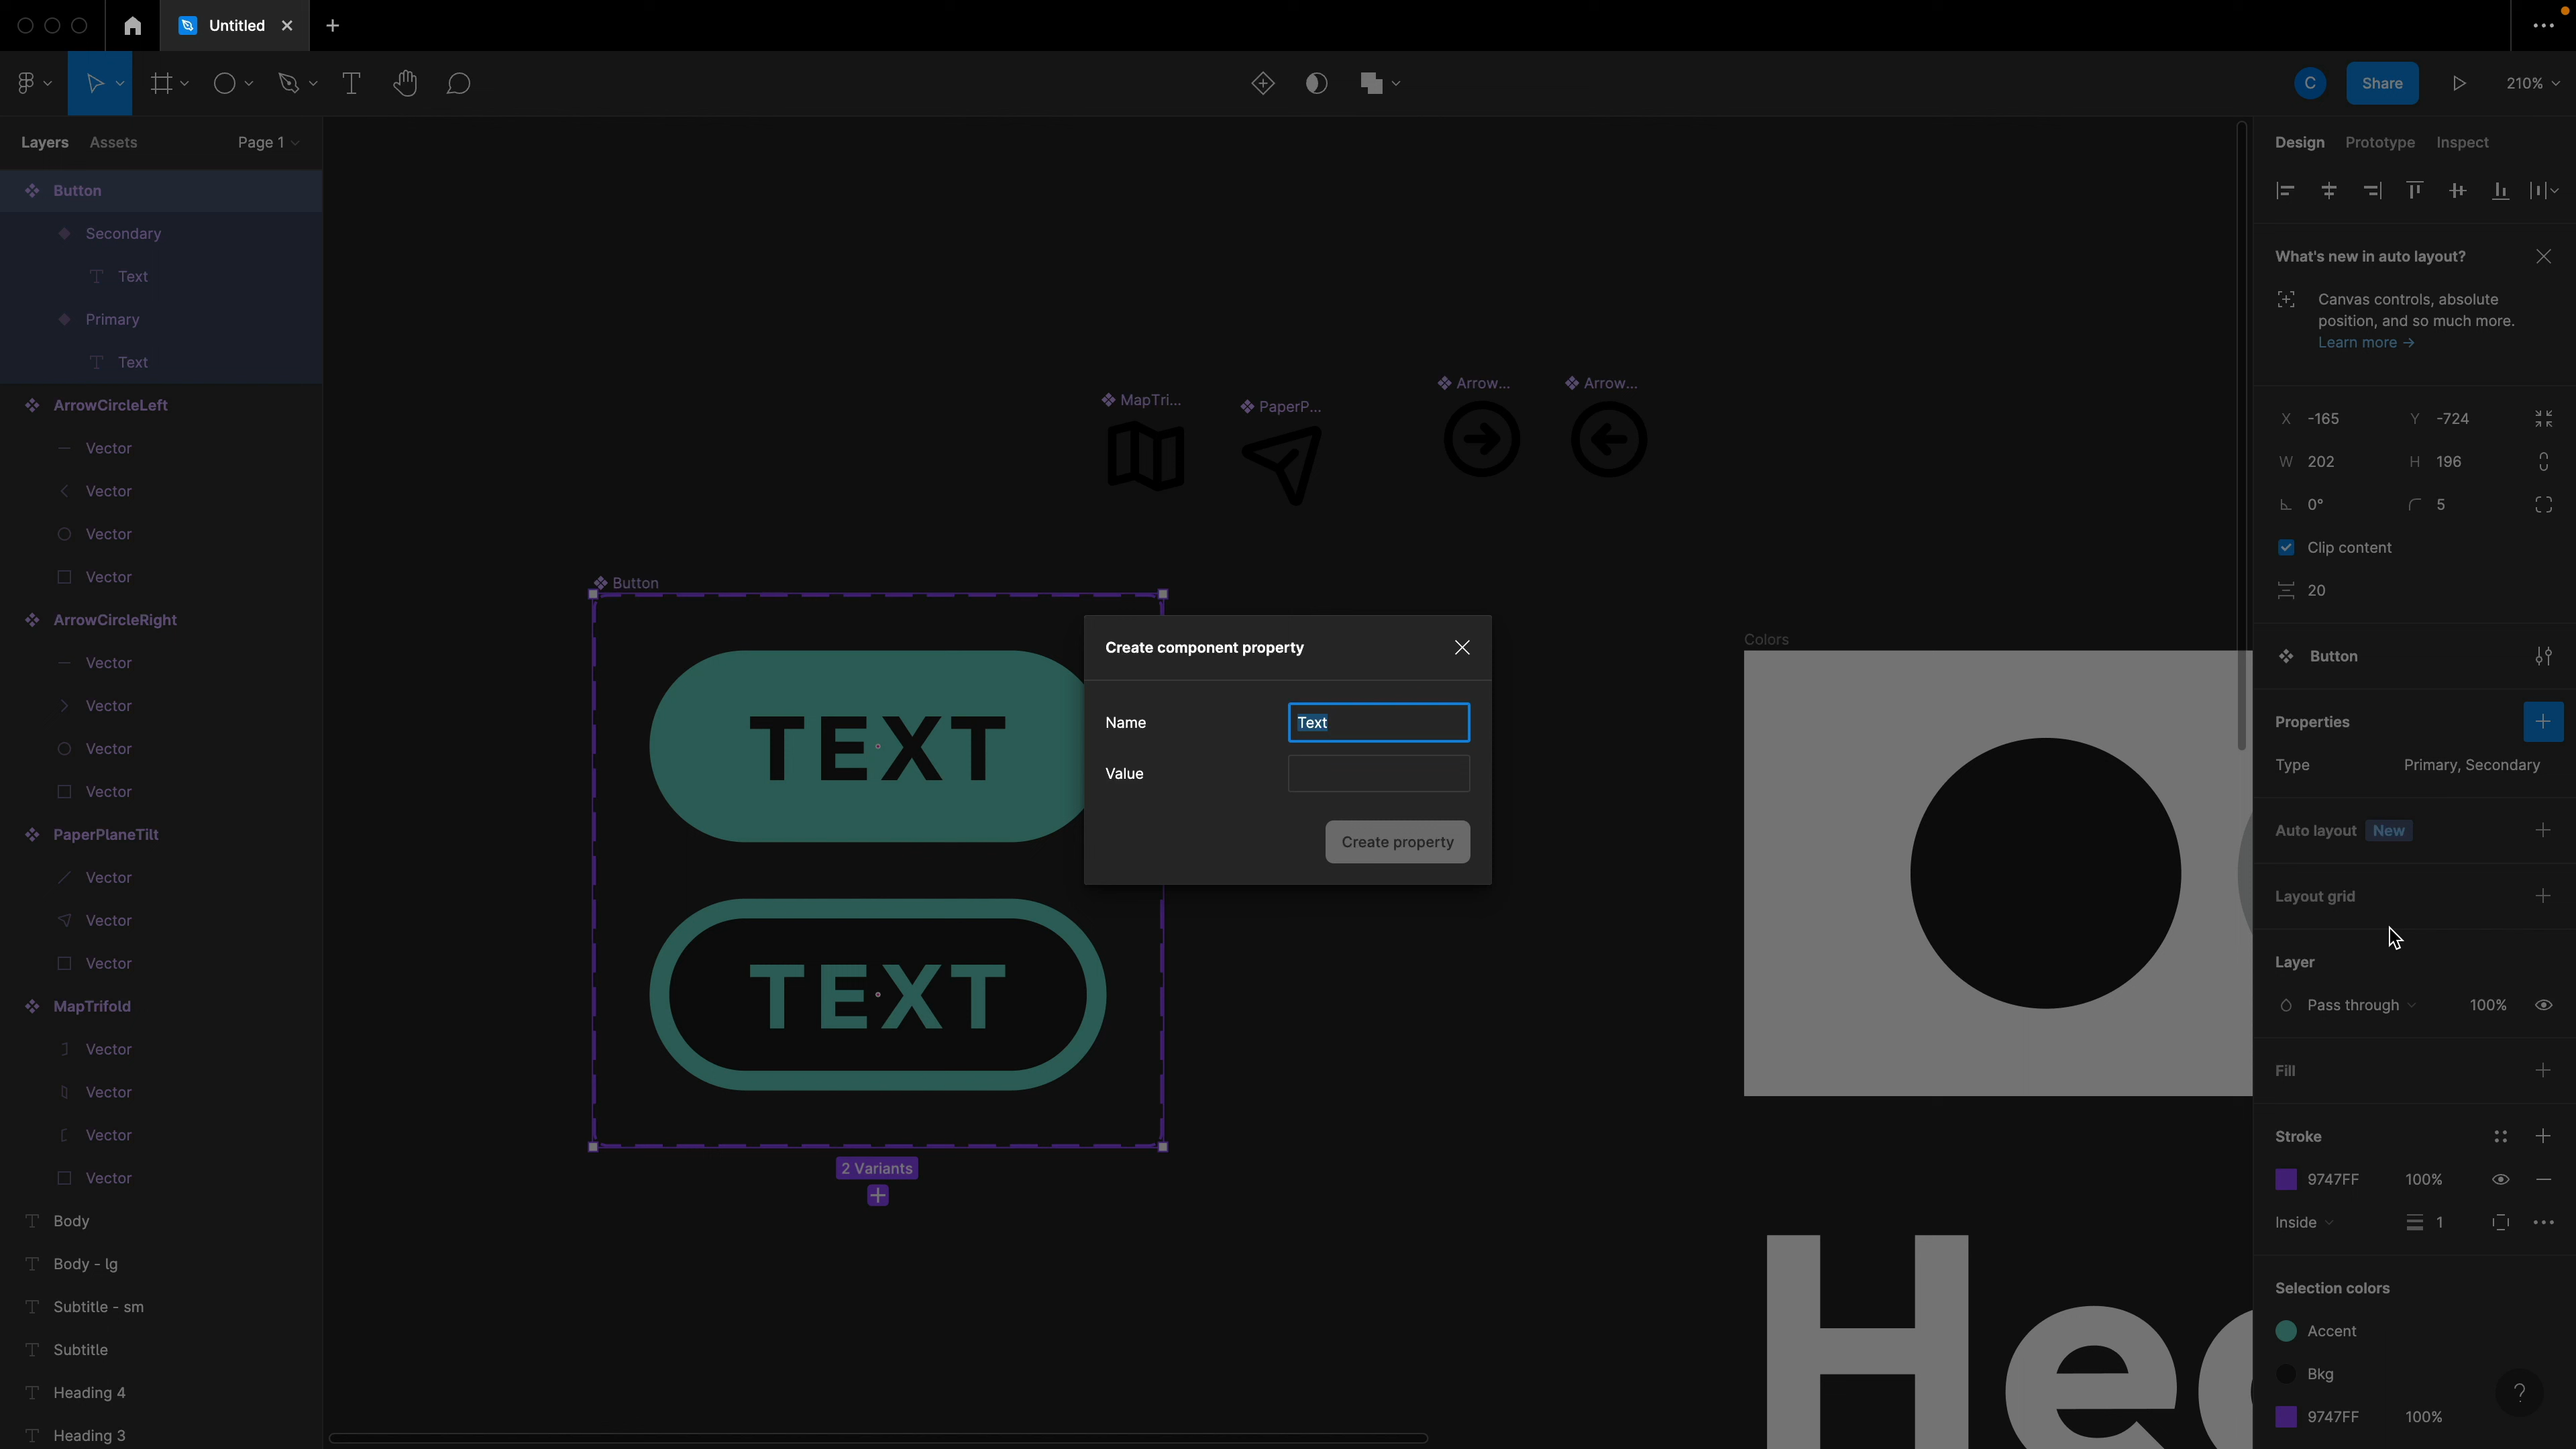 Untitled
Share
C
210%
Layers
Assets
Page 1
Design
Prototype
Inspect
Button
Secondary
Text
Primary
Text
ArrowCircleLeft
Vector
Vector
Vector
Vector
ArrowCircleRight
Vector
Vector
Vector
Vector
PaperPlaneTilt
Vector
Vector
Vector
MapTrifold
Vector
Vector
Vector
Vector
Body
Body - lg
Subtitle - sm
Subtitle
Heading 4
Heading 3
MapTri...
PaperP...
Arrow...
Arrow...
Button
TEXT
TEXT
2 Variants
Create component property
Name
Text
Value
Create property
Colors
Hec
What's new in auto layout?
Canvas controls, absolute
position, and so much more.
Learn more →
X -165 Y -724
W 202 H 196
0° 5
Clip content
20
Button
Properties
Type Primary, Secondary
Auto layout New
Layout grid
Layer
Pass through 100%
Fill
Stroke
9747FF 100%
Inside 1
Selection colors
Accent
Bkg
?
9747FF 100%